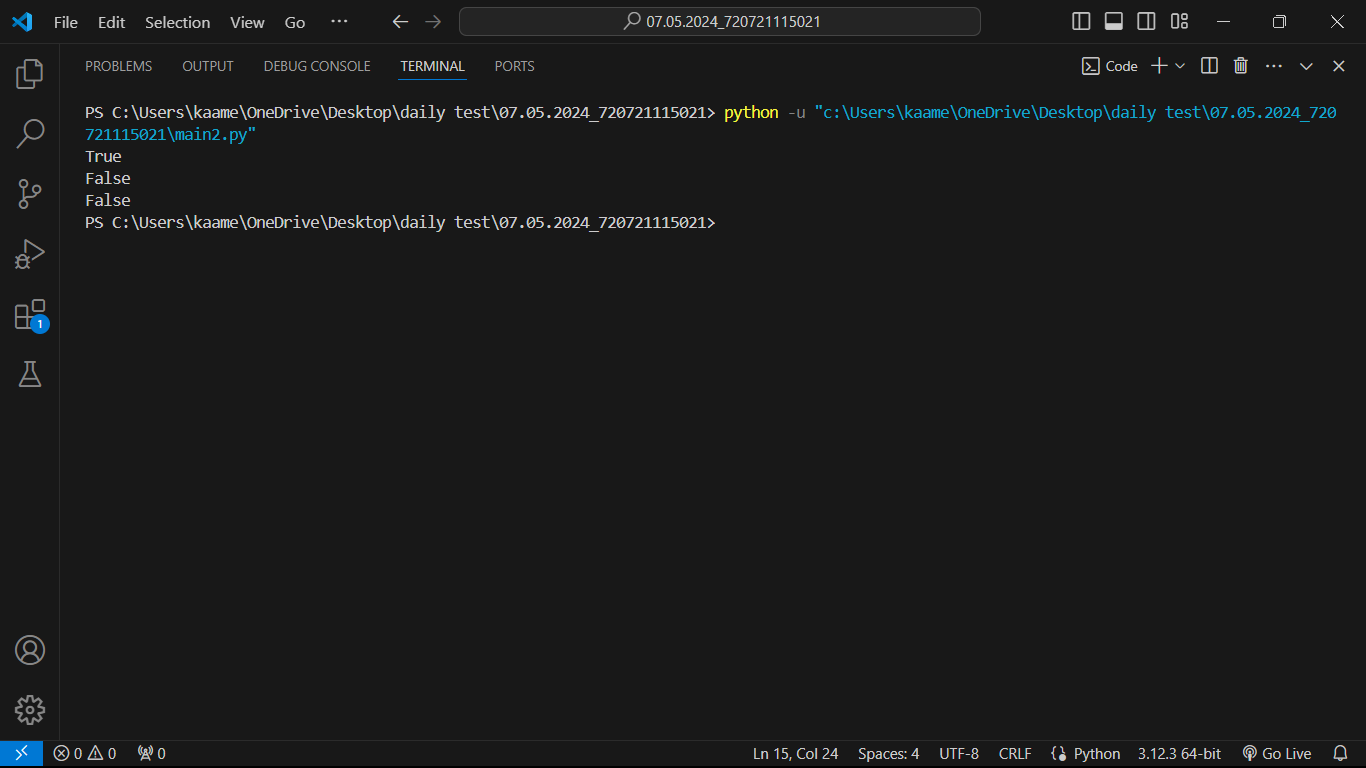 File Edit Selection View Go ··· 07.05.2024_720721115021
PROBLEMS OUTPUT DEBUG CONSOLE TERMINAL PORTS Code ···
PS C:\Users\kaame\OneDrive\Desktop\daily test\07.05.2024_720721115021> python -u "c:\Users\kaame\OneDrive\Desktop\daily test\07.05.2024_720
721115021\main2.py"
True
False
False
PS C:\Users\kaame\OneDrive\Desktop\daily test\07.05.2024_720721115021>
1
0 0 0 Ln 15, Col 24 Spaces: 4 UTF-8 CRLF Python 3.12.3 64-bit Go Live